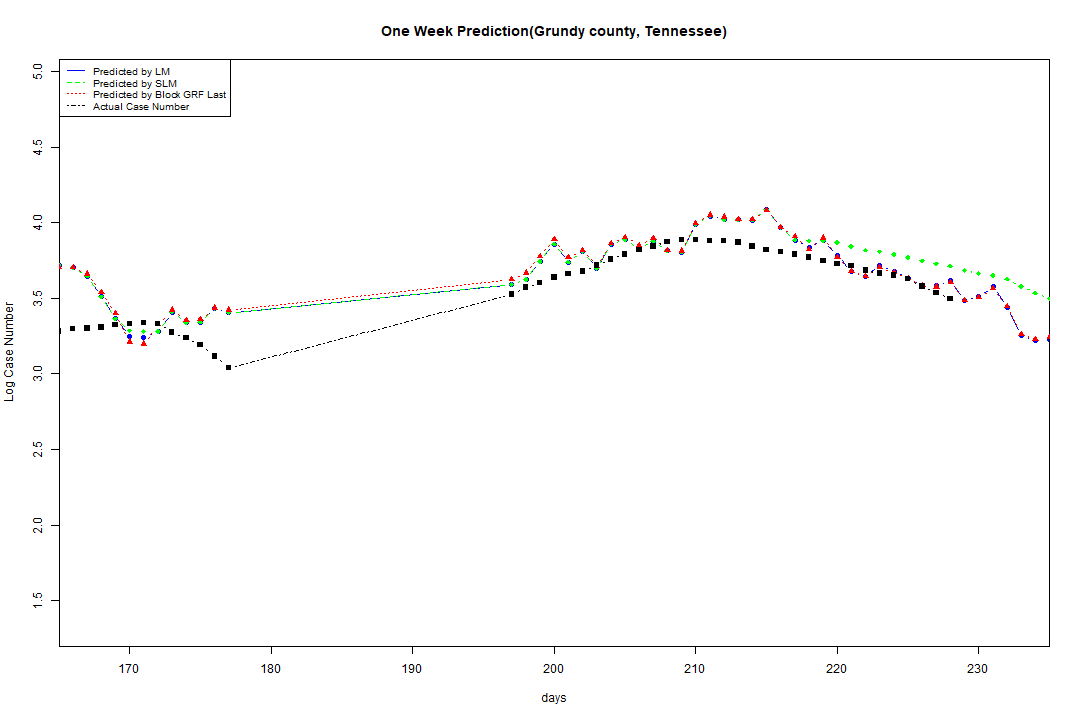 One Week Prediction(Grundy county, Tennessee)
Predicted by LM
Predicted by SLM
Predicted by Block GRF Last
Actual Case Number
5.0
4.5
4.0
3.5
3.0
2.5
2.0
1.5
Log Case Number
170 180 190 200 210 220 230
days